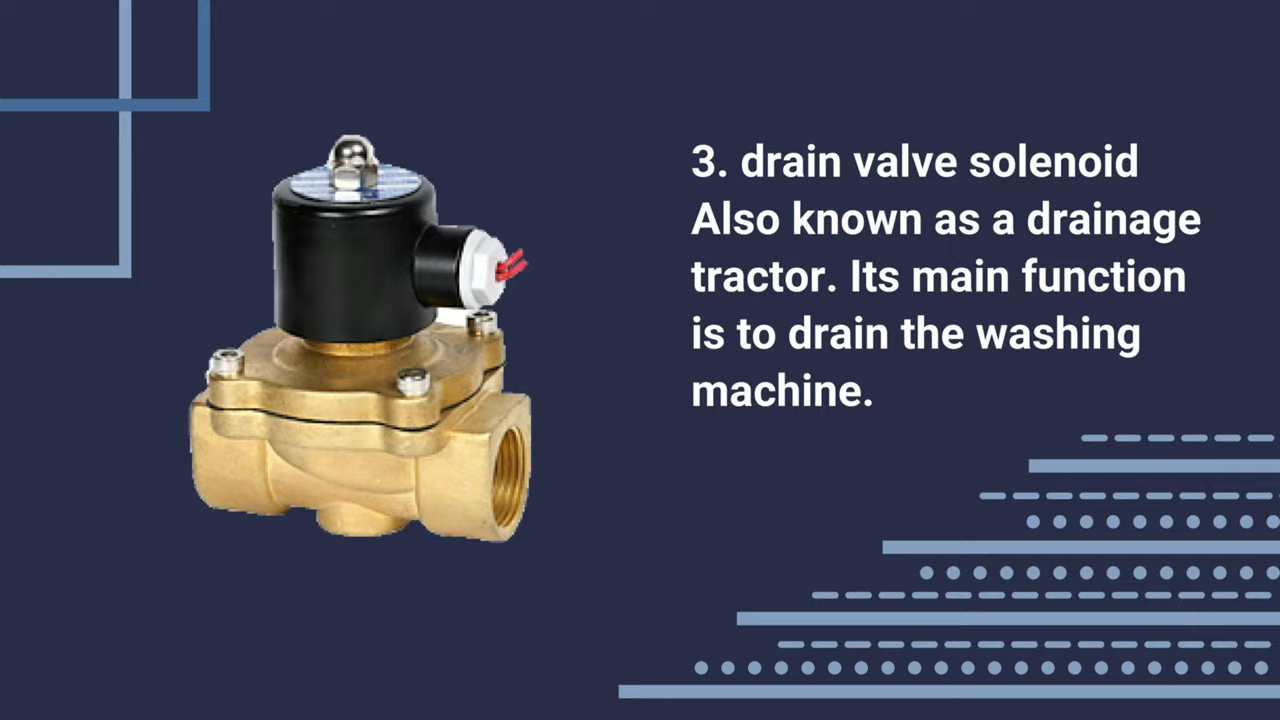 3. drain valve solenoid
Also known as a drainage
tractor. Its main function
is to drain the washing
machine.